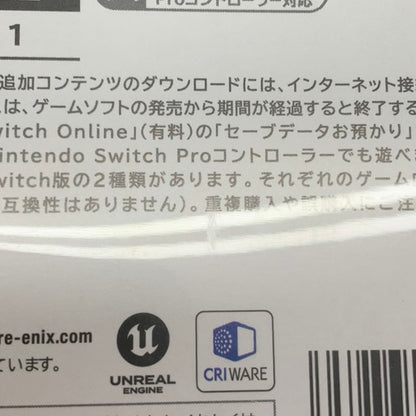 Proコントローラー対応
1
追加コンテンツのダウンロードには、インターネット接
は、ゲームソフトの発売から期間が経過すると終了する
witch Online」(有料)の「セーブデータお預かり」
Nintendo Switch Proコントローラーでも遊べ
witch版の2種類があります。それぞれのゲーム
互換性はありません)。重複購入や誤購入にご注
re-enix.com
ています。
UNREAL
ENGINE
CRIWARE